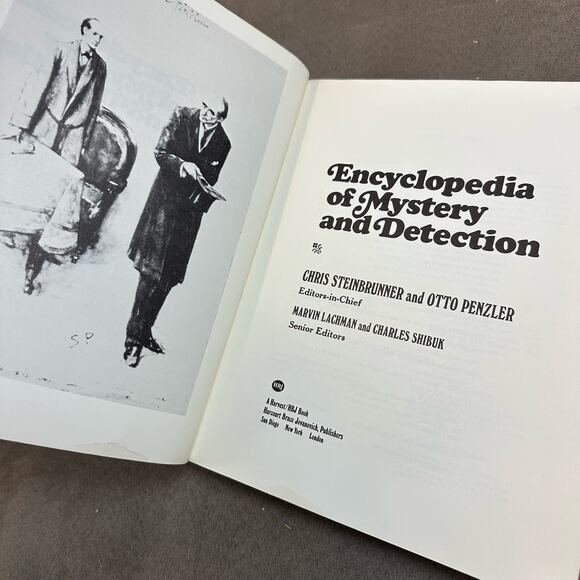 S.P
Encyclopedia
of Mystery
and Detection
CHRIS STEINBRUNNER and OTTO PENZLER
Editors-in-Chief
MARVIN LACHMAN and CHARLES SHIBUK
Senior Editors
HBJ
A Harvest/HBJ Book
Harcourt Brace Jovanovich, Publishers
San Diego New York London